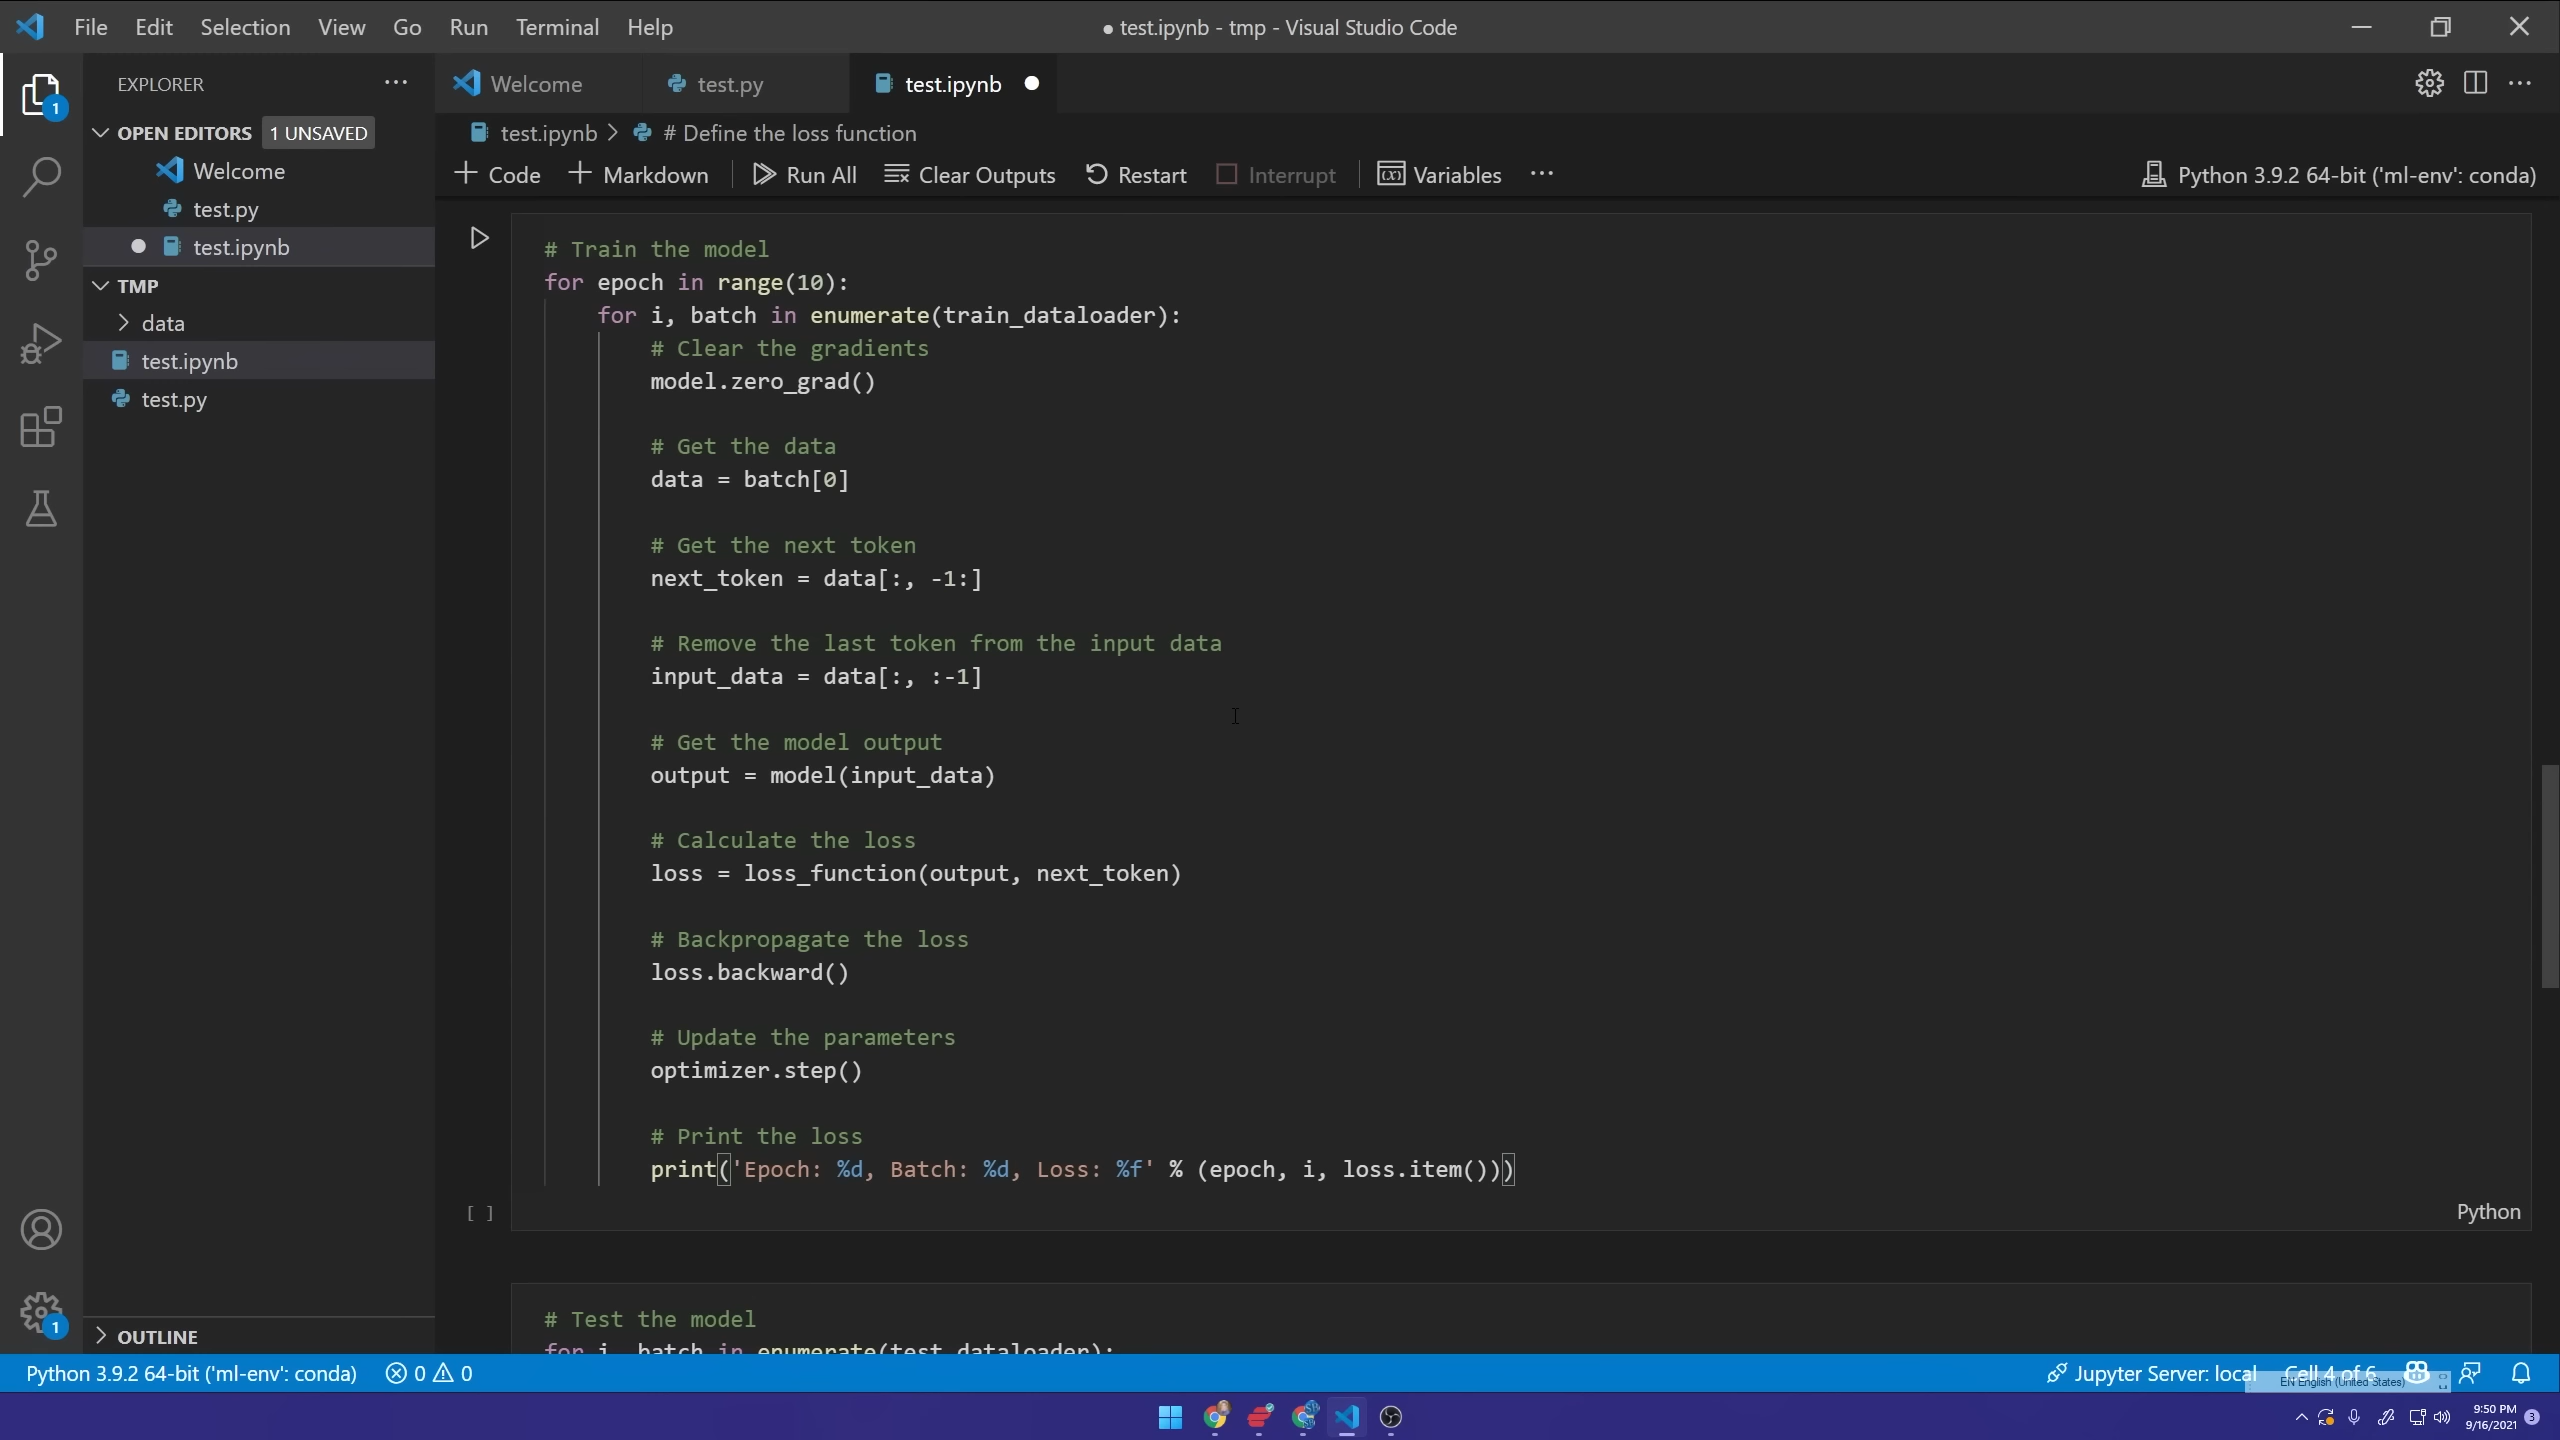 File Edit Selection View Go Run Terminal Help
● test.ipynb - tmp - Visual Studio Code
EXPLORER
1
OPEN EDITORS 1 UNSAVED
Welcome
test.py
test.ipynb
TMP
data
test.ipynb
test.py
OUTLINE
1
Welcome test.py test.ipynb
test.ipynb > # Define the loss function
+ Code + Markdown Run All Clear Outputs Restart Interrupt Variables ··· Python 3.9.2 64-bit ('ml-env': conda)
# Train the model
for epoch in range(10):
    for i, batch in enumerate(train_dataloader):
        # Clear the gradients
        model.zero_grad()
        # Get the data
        data = batch[0]
        # Get the next token
        next_token = data[:, -1:]
        # Remove the last token from the input data
        input_data = data[:, :-1]
        # Get the model output
        output = model(input_data)
        # Calculate the loss
        loss = loss_function(output, next_token)
        # Backpropagate the loss
        loss.backward()
        # Update the parameters
        optimizer.step()
        # Print the loss
        print('Epoch: %d, Batch: %d, Loss: %f' % (epoch, i, loss.item()))
[ ]
Python
# Test the model
for i, batch in enumerate(test_dataloader):
Python 3.9.2 64-bit ('ml-env': conda) 0 0
Jupyter Server: local Cell 4 of 6
EN English (United States)
9:50 PM
9/16/2021
3